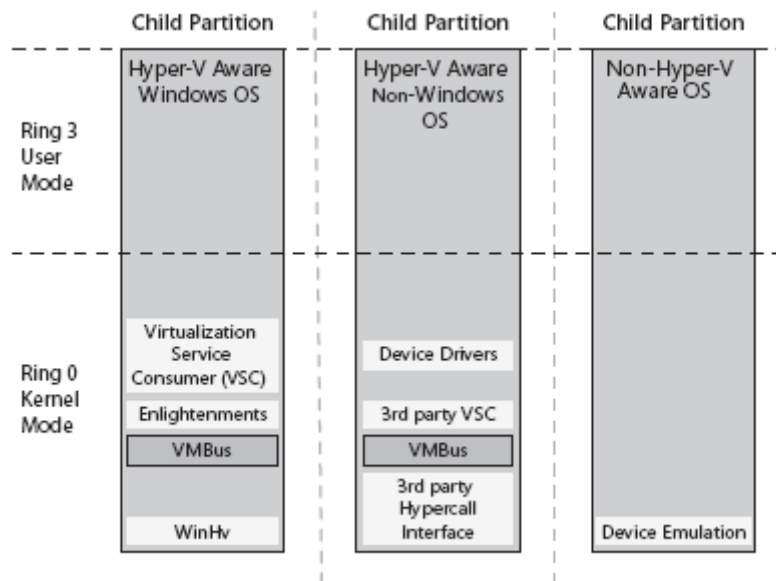 Child Partition
Child Partition
Child Partition
Ring 3
User
Mode
Ring 0
Kernel
Mode
Hyper-V Aware
Windows OS
Virtualization
Service
Consumer (VSC)
Enlightenments
VMBus
WinHv
Hyper-V Aware
Non-Windows
OS
Device Drivers
3rd party VSC
VMBus
3rd party
Hypercall
Interface
Non-Hyper-V
Aware OS
Device Emulation